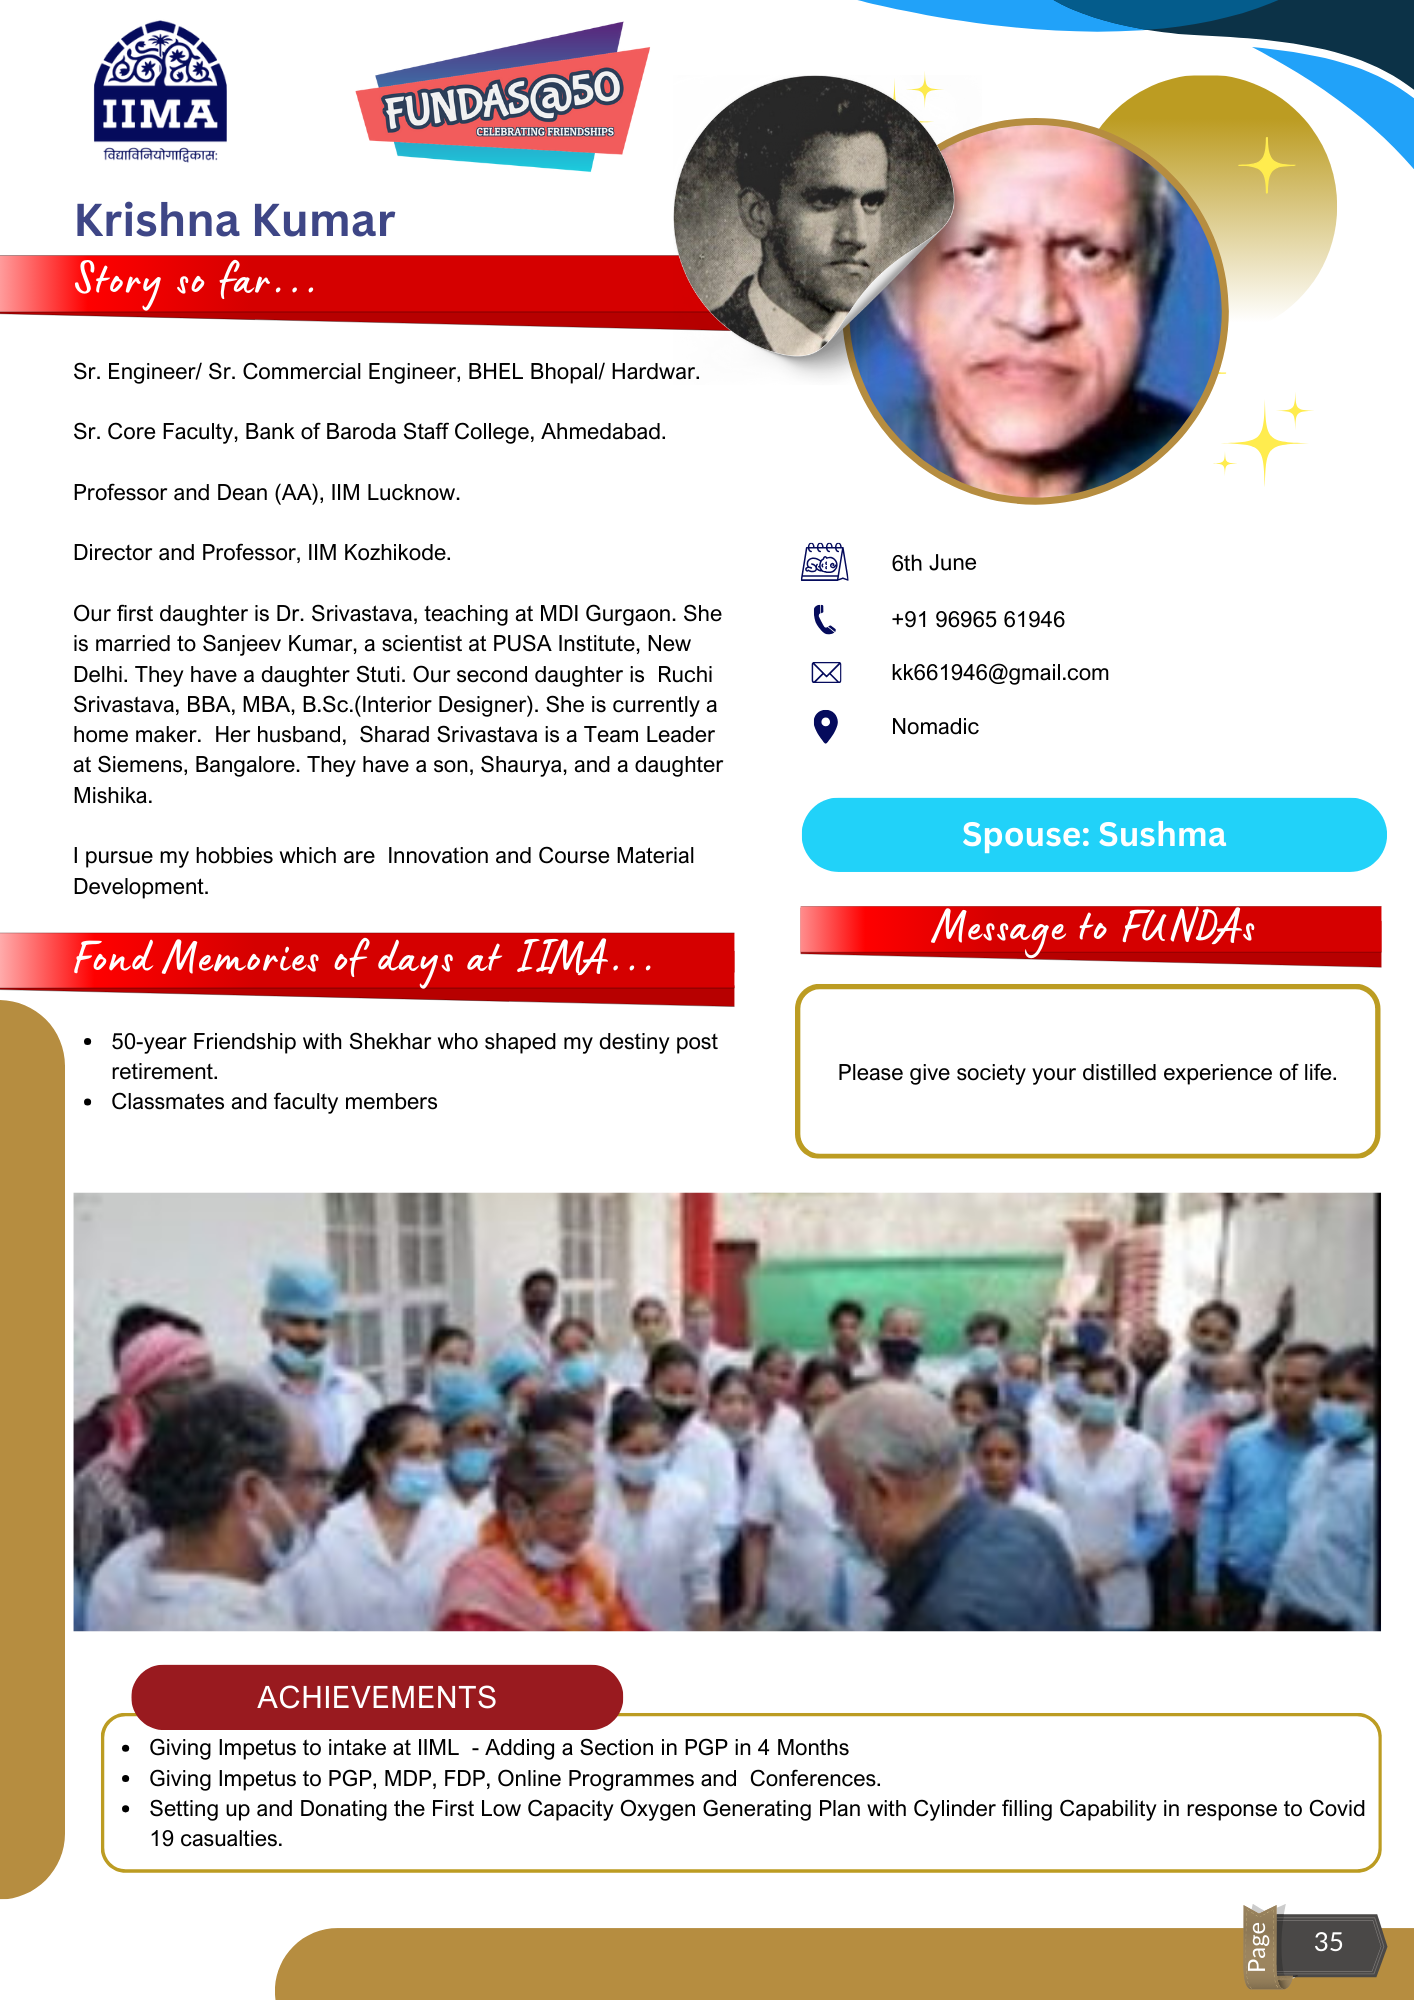 IIMA
विद्याविनियोगाद्विकासः
FUNDAS@50
CELEBRATING FRIENDSHIPS
Krishna Kumar
Story so far...
Sr. Engineer/ Sr. Commercial Engineer, BHEL Bhopal/ Hardwar.
Sr. Core Faculty, Bank of Baroda Staff College, Ahmedabad.
Professor and Dean (AA), IIM Lucknow.
Director and Professor, IIM Kozhikode.
Our first daughter is Dr. Srivastava, teaching at MDI Gurgaon. She
is married to Sanjeev Kumar, a scientist at PUSA Institute, New
Delhi. They have a daughter Stuti. Our second daughter is  Ruchi
Srivastava, BBA, MBA, B.Sc.(Interior Designer). She is currently a
home maker.  Her husband,  Sharad Srivastava is a Team Leader
at Siemens, Bangalore. They have a son, Shaurya, and a daughter
Mishika.
I pursue my hobbies which are  Innovation and Course Material
Development.
6th June
+91 96965 61946
kk661946@gmail.com
Nomadic
Spouse: Sushma
Fond Memories of days at IIMA...
• 50-year Friendship with Shekhar who shaped my destiny post
retirement.
• Classmates and faculty members
Message to FUNDAs
Please give society your distilled experience of life.
ACHIEVEMENTS
• Giving Impetus to intake at IIML  - Adding a Section in PGP in 4 Months
• Giving Impetus to PGP, MDP, FDP, Online Programmes and  Conferences.
• Setting up and Donating the First Low Capacity Oxygen Generating Plan with Cylinder filling Capability in response to Covid
19 casualties.
Page
35